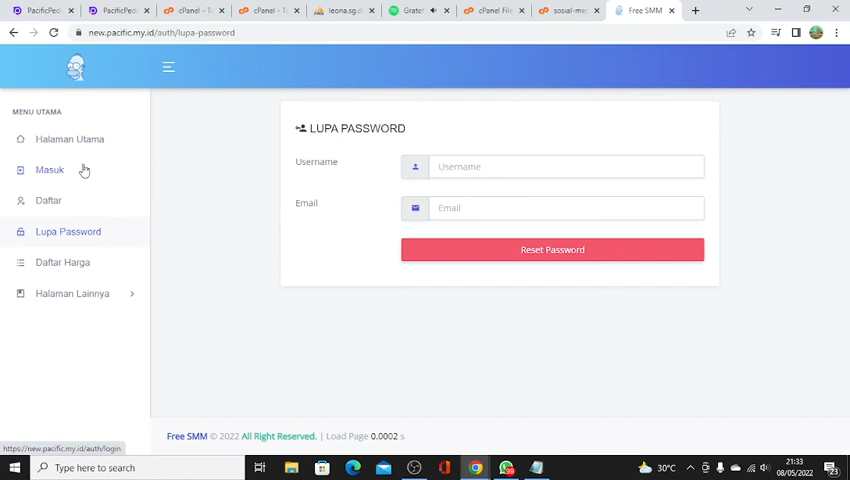 PacificPed
PacificPed
cPanel - T
cPanel - T
leona.sg.d
Gratef
cPanel File
sosial-me
Free SMM
new.pacific.my.id/auth/lupa-password
MENU UTAMA
Halaman Utama
Masuk
Daftar
Lupa Password
Daftar Harga
Halaman Lainnya
LUPA PASSWORD
Username
Username
Email
Email
Reset Password
Free SMM © 2022 All Right Reserved. | Load Page 0.0002 s
https://new.pacific.my.id/auth/login
Type here to search
99
30°C
21:33
08/05/2022
23